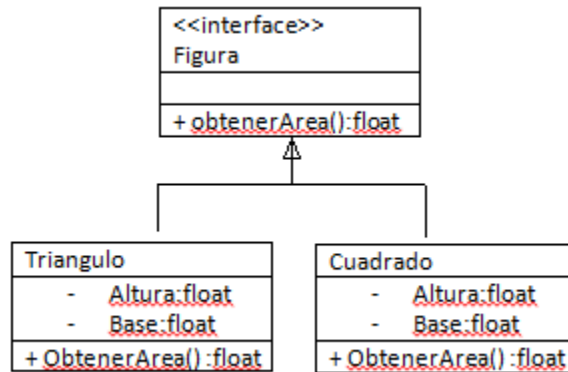 <<interface>>
Figura
+ obtenerArea():float
Triangulo
- Altura:float
- Base:float
+ ObtenerArea() :float
Cuadrado
- Altura:float
- Base:float
+ ObtenerArea() :float